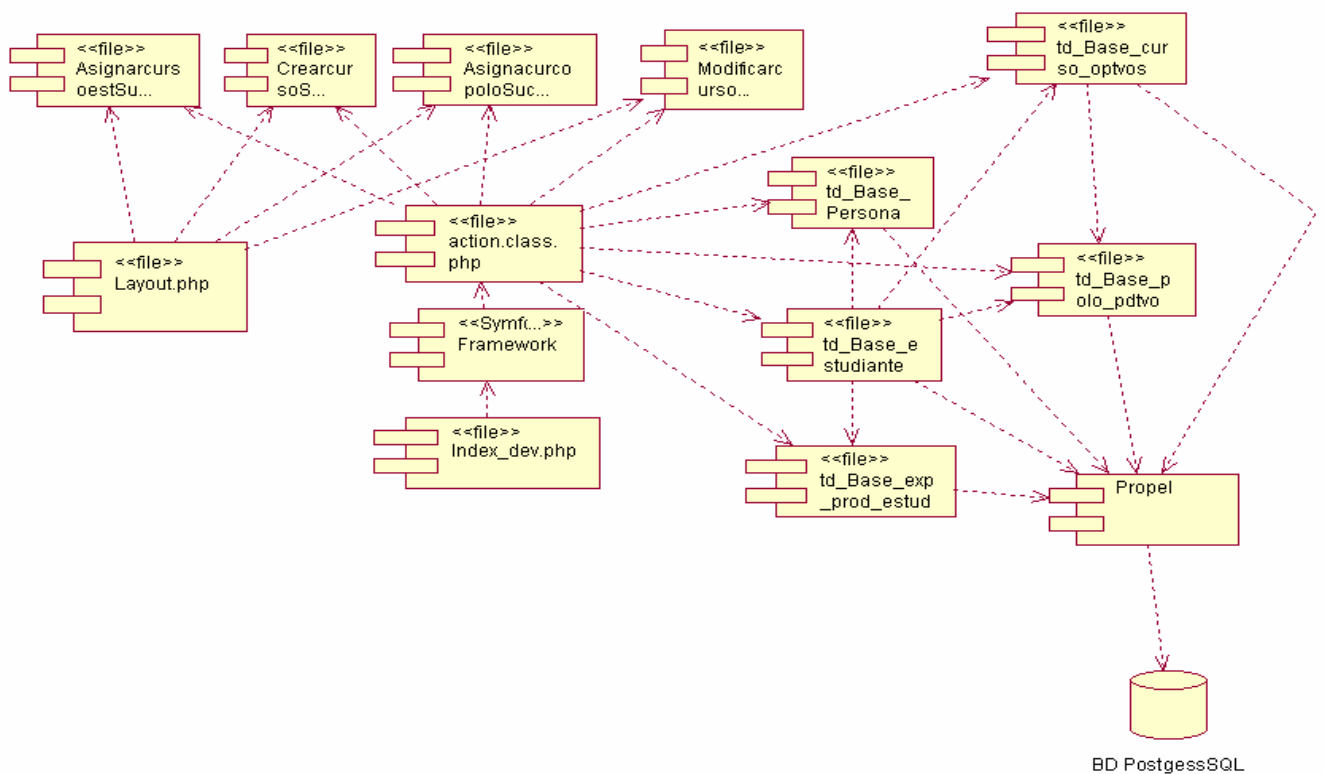 <<file>>
Asignarcurs
oestSu...
<<file>>
Crearcur
soS...
<<file>>
Asignacurco
poloSuc...
<<file>>
Modificarc
urso...
<<file>>
td_Base_cur
so_optvos
<<file>>
td_Base_
Persona
<<file>>
action.class.
php
<<file>>
Layout.php
<<file>>
td_Base_p
olo_pdtvo
<<Symf(...>>
Framework
<<file>>
td_Base_e
studiante
<<file>>
Index_dev.php
<<file>>
td_Base_exp
_prod_estud
Propel
BD PostgessSQL